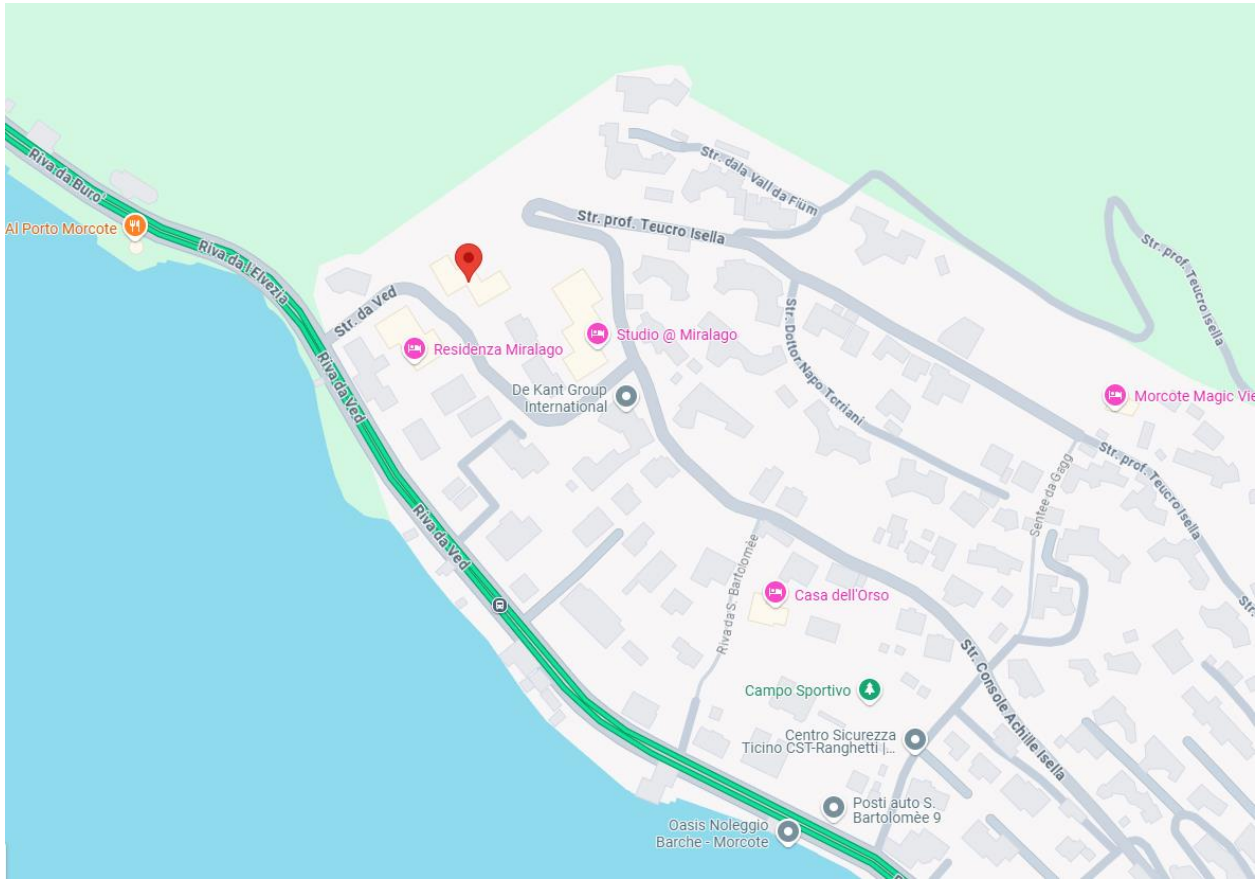 Str. dala Vall da Fiüm
Riva da Buro'
Str. prof. Teucro Isella
Al Porto Morcote
Riva da l'Elvezia
Str. prof. Teucro Isella
Str. da Ved
Studio @ Miralago
Residenza Miralago
Str. Dottor Napo Torriani
Riva da Ved
De Kant Group
International
Morcote Magic Vie
Str. prof. Teucro Isella
Sentee da Gagg
Riva da Ved
Riva da S. Bartolomèe
Casa dell'Orso
Str.
Campo Sportivo
Str. Console Achille Isella
Centro Sicurezza
Ticino CST-Ranghetti |...
Posti auto S.
Bartolomèe 9
Oasis Noleggio
Barche - Morcote